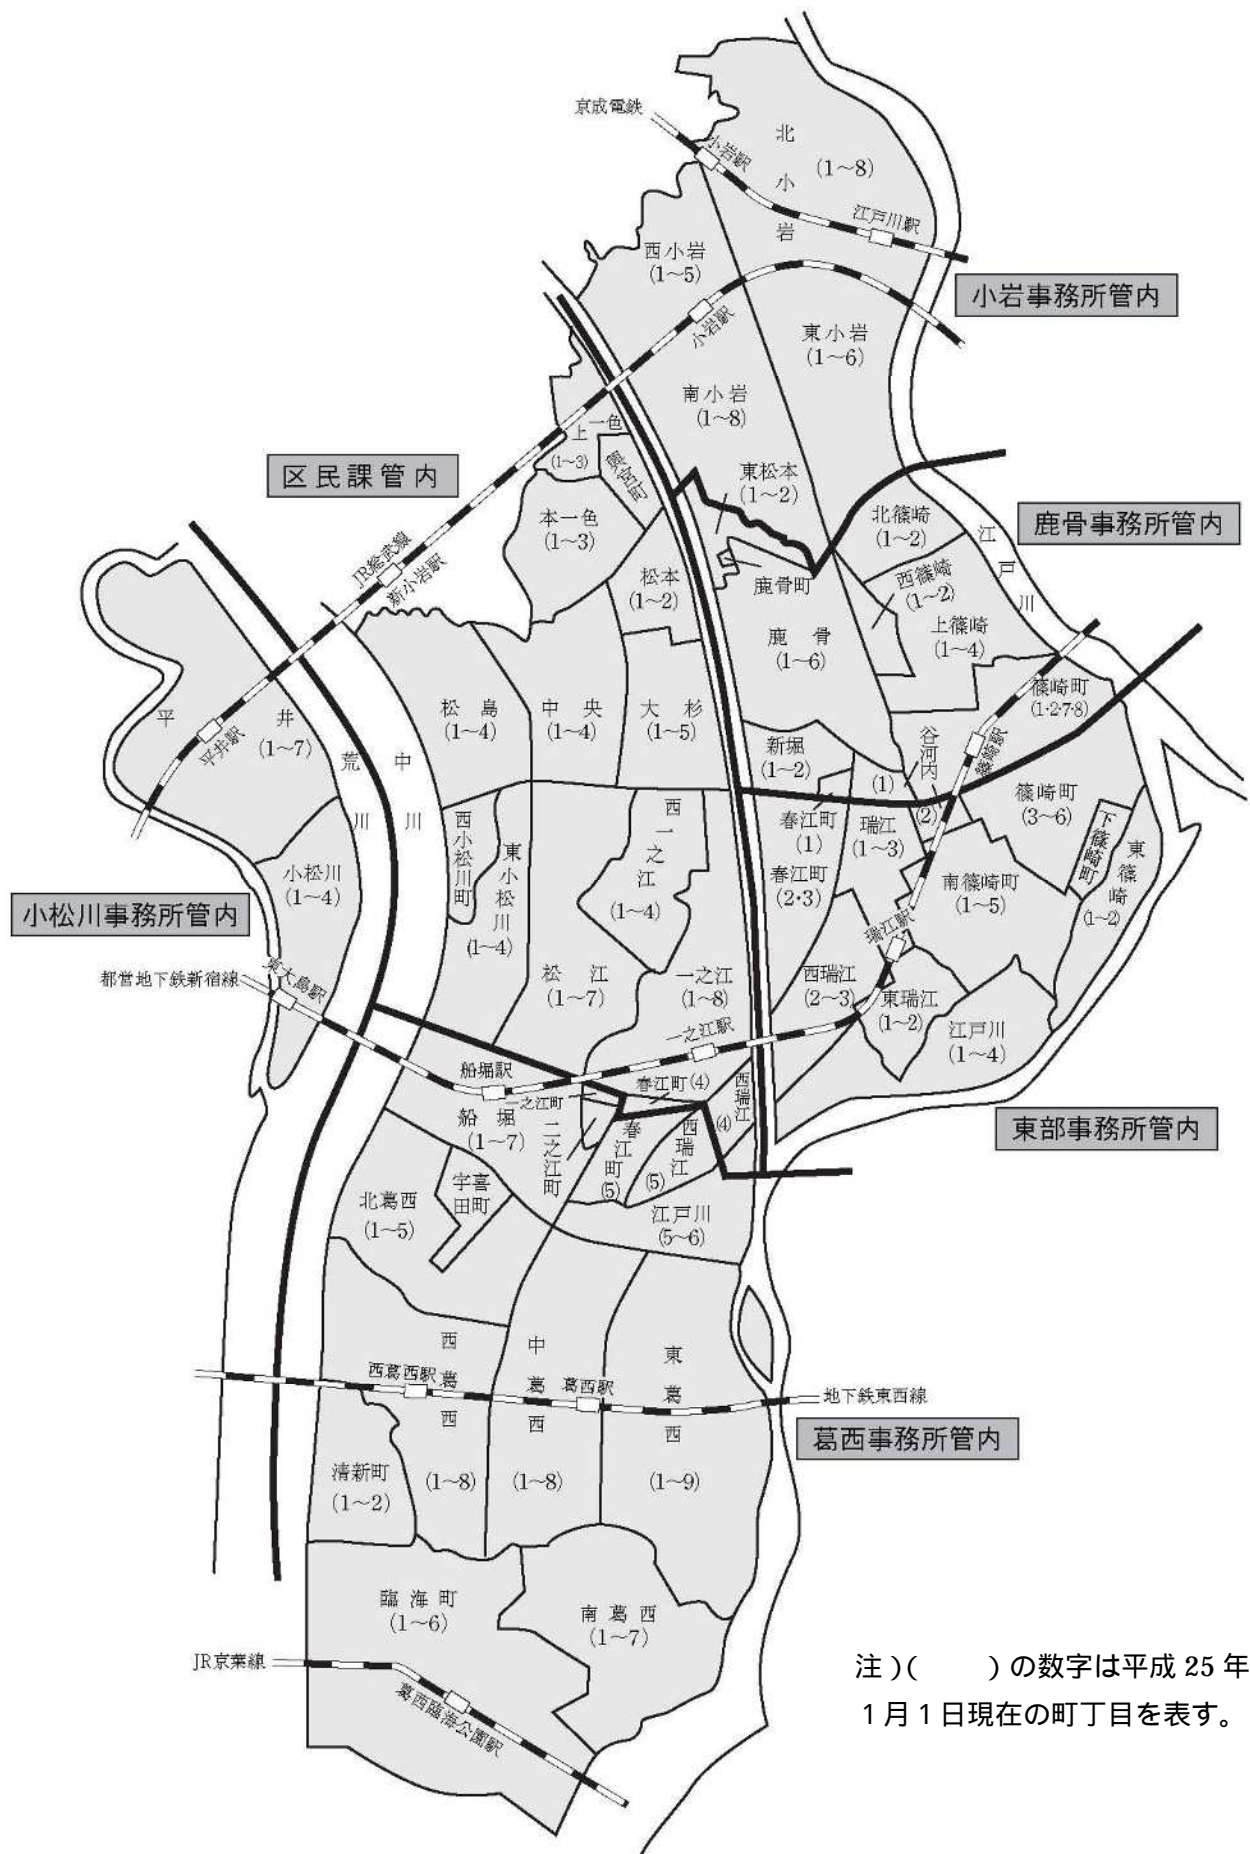 京成電鉄
小岩駅
北小岩
(1～8)
江戸川駅
西小岩
(1～5)
小岩事務所管内
小岩駅
東小岩
(1～6)
南小岩
(1～8)
上一色
(1～3)
興宮町
区民課管内
東松本
(1～2)
本一色
(1～3)
北篠崎
(1～2)
江戸川
鹿骨事務所管内
JR総武線
新小岩駅
松本
(1～2)
鹿骨町
西篠崎
(1～2)
鹿骨
(1～6)
上篠崎
(1～4)
篠崎町
(1･2･7･8)
平井
(1～7)
平井駅
荒川
中川
松島
(1～4)
中央
(1～4)
大杉
(1～5)
新堀
(1～2)
谷河内
(1)
(2)
篠崎駅
篠崎町
(3～6)
下篠崎町
東篠崎
(1～2)
小松川
(1～4)
西小松川町
東小松川
(1～4)
西一之江
(1～4)
春江町
(1)
瑞江
(1～3)
春江町
(2･3)
南篠崎町
(1～5)
小松川事務所管内
都営地下鉄新宿線
東大島駅
松江
(1～7)
一之江
(1～8)
西瑞江
(2～3)
瑞江駅
東瑞江
(1～2)
江戸川
(1～4)
一之江駅
船堀駅
船堀
(1～7)
一之江町
二之江町
春江町(4)
西瑞江
(4)
春江町
(5)
西瑞江
(5)
東部事務所管内
北葛西
(1～5)
宇喜田町
江戸川
(5～6)
西葛西駅
西葛西
(1～8)
葛西駅
中葛西
(1～8)
東葛西
(1～9)
地下鉄東西線
葛西事務所管内
清新町
(1～2)
臨海町
(1～6)
南葛西
(1～7)
JR京葉線
葛西臨海公園駅
注)(　　)の数字は平成 25 年
1月1日現在の町丁目を表す。